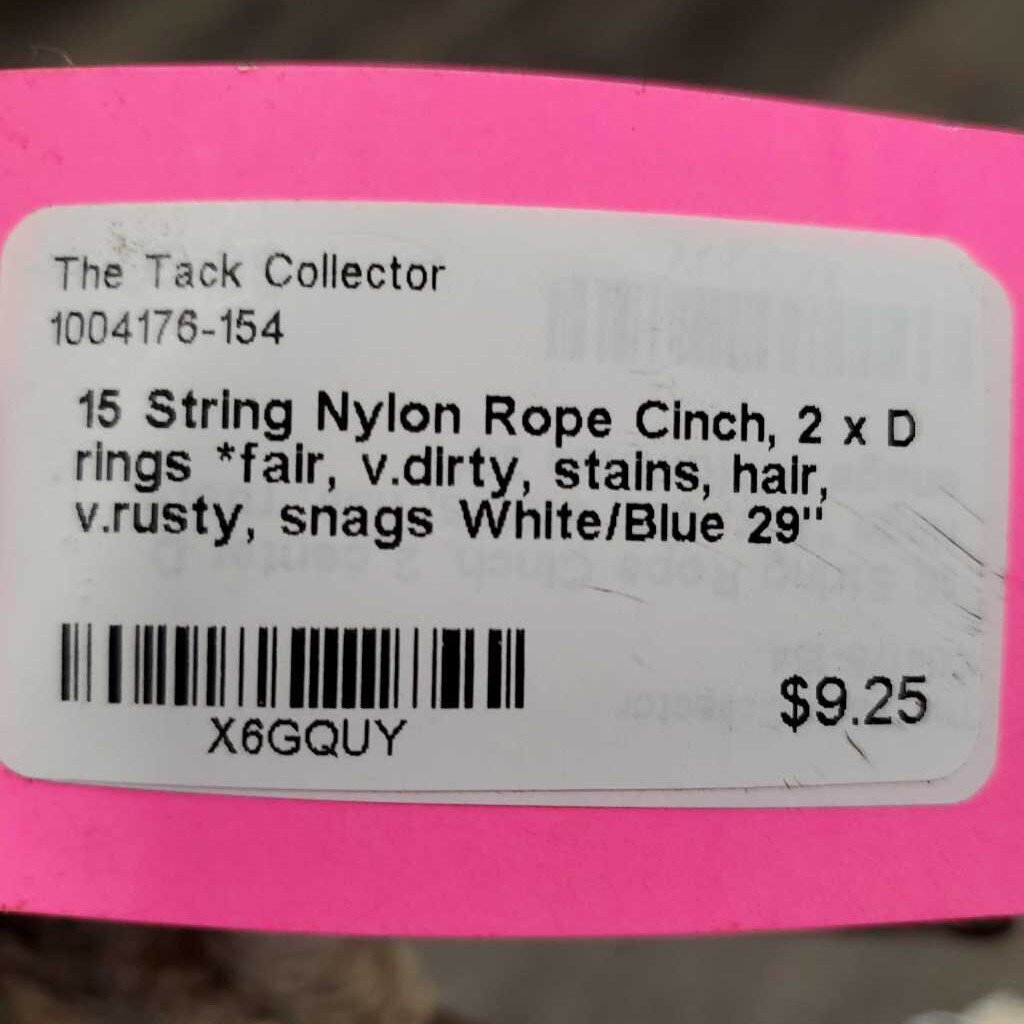 The Tack Collector
1004176-154
15 String Nylon Rope Cinch, 2 x D
rings *fair, v.dirty, stains, hair,
v.rusty, snags White/Blue 29"
X6GQUY
$9.25